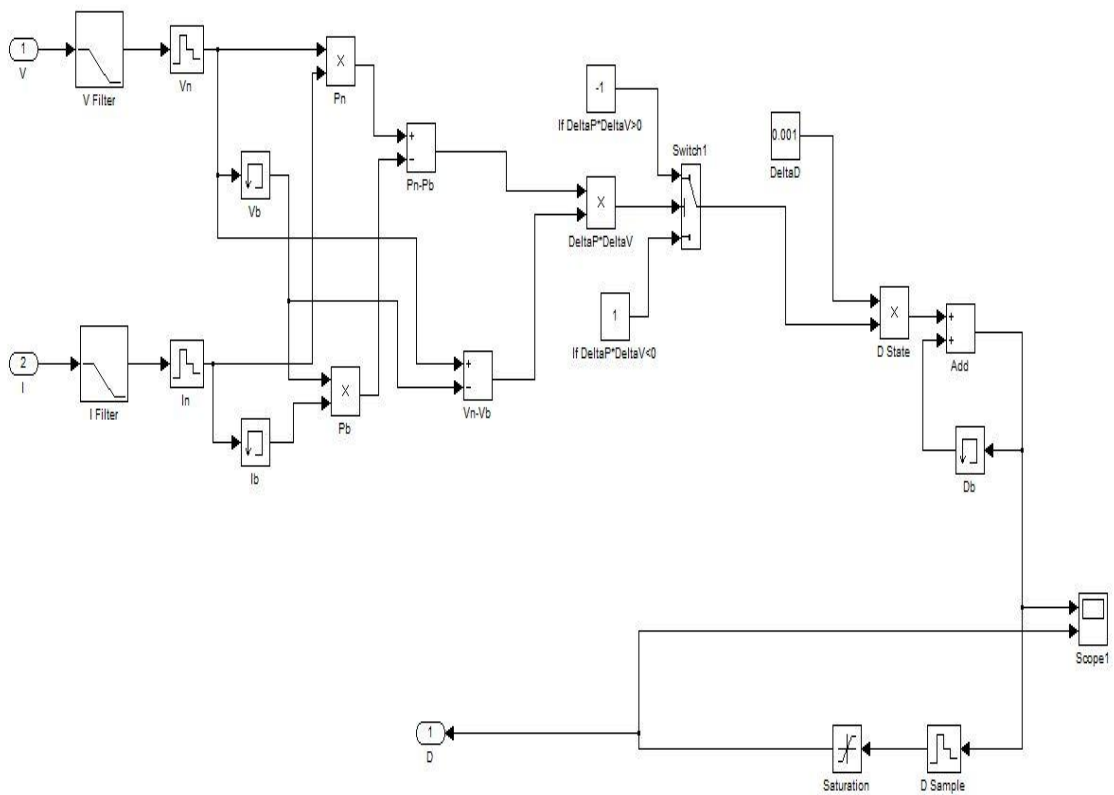 1
V
V Filter
Vn
X
Pn
-1
If DeltaP*DeltaV>0
+
−
Pn-Pb
Switch1
0.001
DeltaD
Vb
X
DeltaP*DeltaV
1
If DeltaP*DeltaV<0
X
D State
+
+
Add
2
I
I Filter
In
X
Pb
+
−
Vn-Vb
Ib
Db
Scope1
1
D
Saturation
D Sample